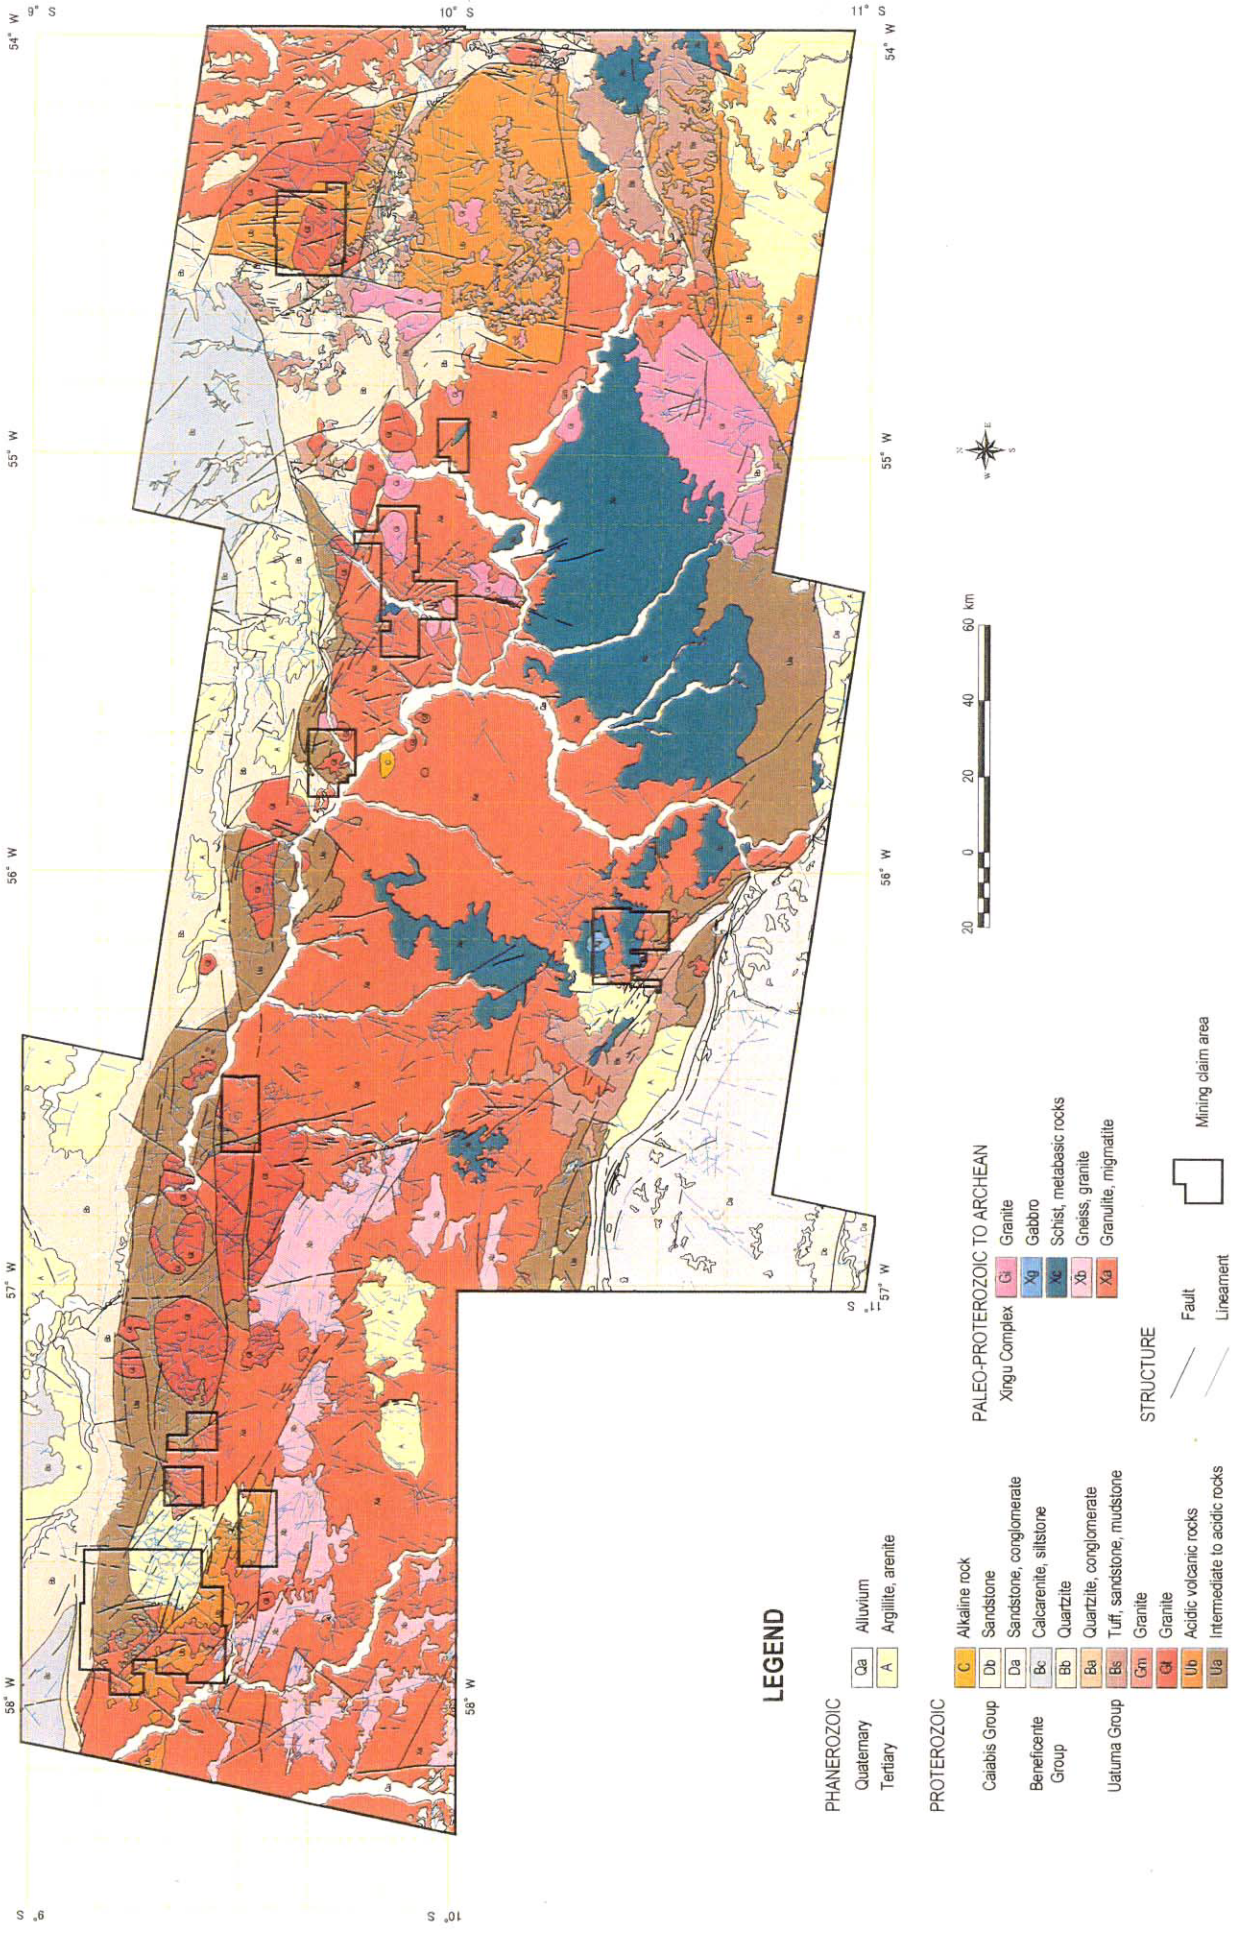 58° W
57° W
56° W
55° W
54° W
9° S
9° S
10° S
10° S
11° S
11° S
58° W
57° W
56° W
55° W
54° W
20 0 20 40 60 km
N
W E
S
LEGEND
PHANEROZOIC
Quaternary Qa Alluvium
Tertiary A Argillite, arenite
PROTEROZOIC
C Alkaline rock
Caiabis Group Db Sandstone
Da Sandstone, conglomerate
Beneficente Group Bc Calcarenite, siltstone
Bb Quartzite
Ba Quartzite, conglomerate
Uatuma Group Bs Tuff, sandstone, mudstone
Gm Granite
Gt Granite
Ub Acidic volcanic rocks
Ua Intermediate to acidic rocks
PALEO-PROTEROZOIC TO ARCHEAN
Xingu Complex Gi Granite
Xg Gabbro
Xc Schist, metabasic rocks
Xb Gneiss, granite
Xa Granulite, migmatite
STRUCTURE
Fault
Lineament
Mining claim area